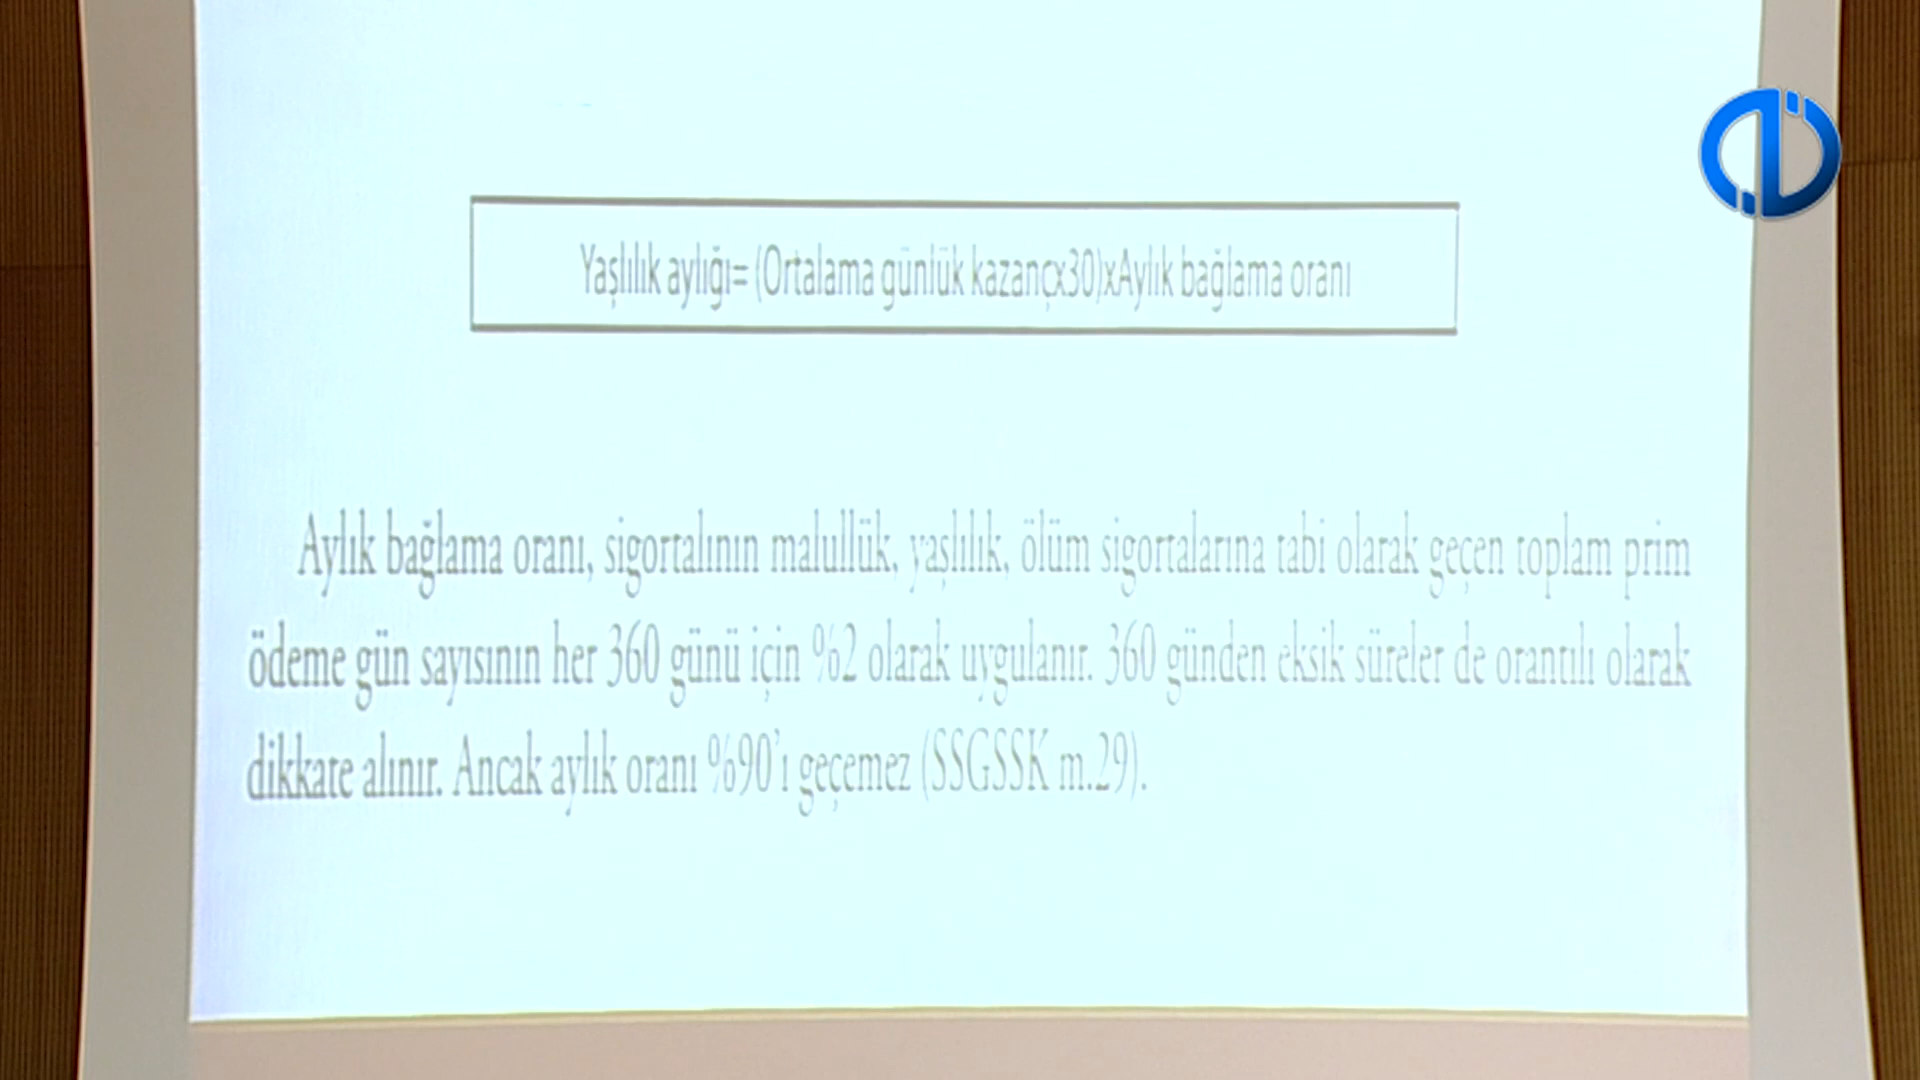 Yaşlılık aylığı= (Ortalama günlük kazançx30)xAylık bağlama oranı
Aylık bağlama oranı, sigortalının malullük, yaşlılık, ölüm sigortalarına tabi olarak geçen toplam prim
ödeme gün sayısının her 360 günü için %2 olarak uygulanır. 360 günden eksik süreler de orantılı olarak
dikkate alınır. Ancak aylık oranı %90’ı geçemez (SSGSSK m.29).